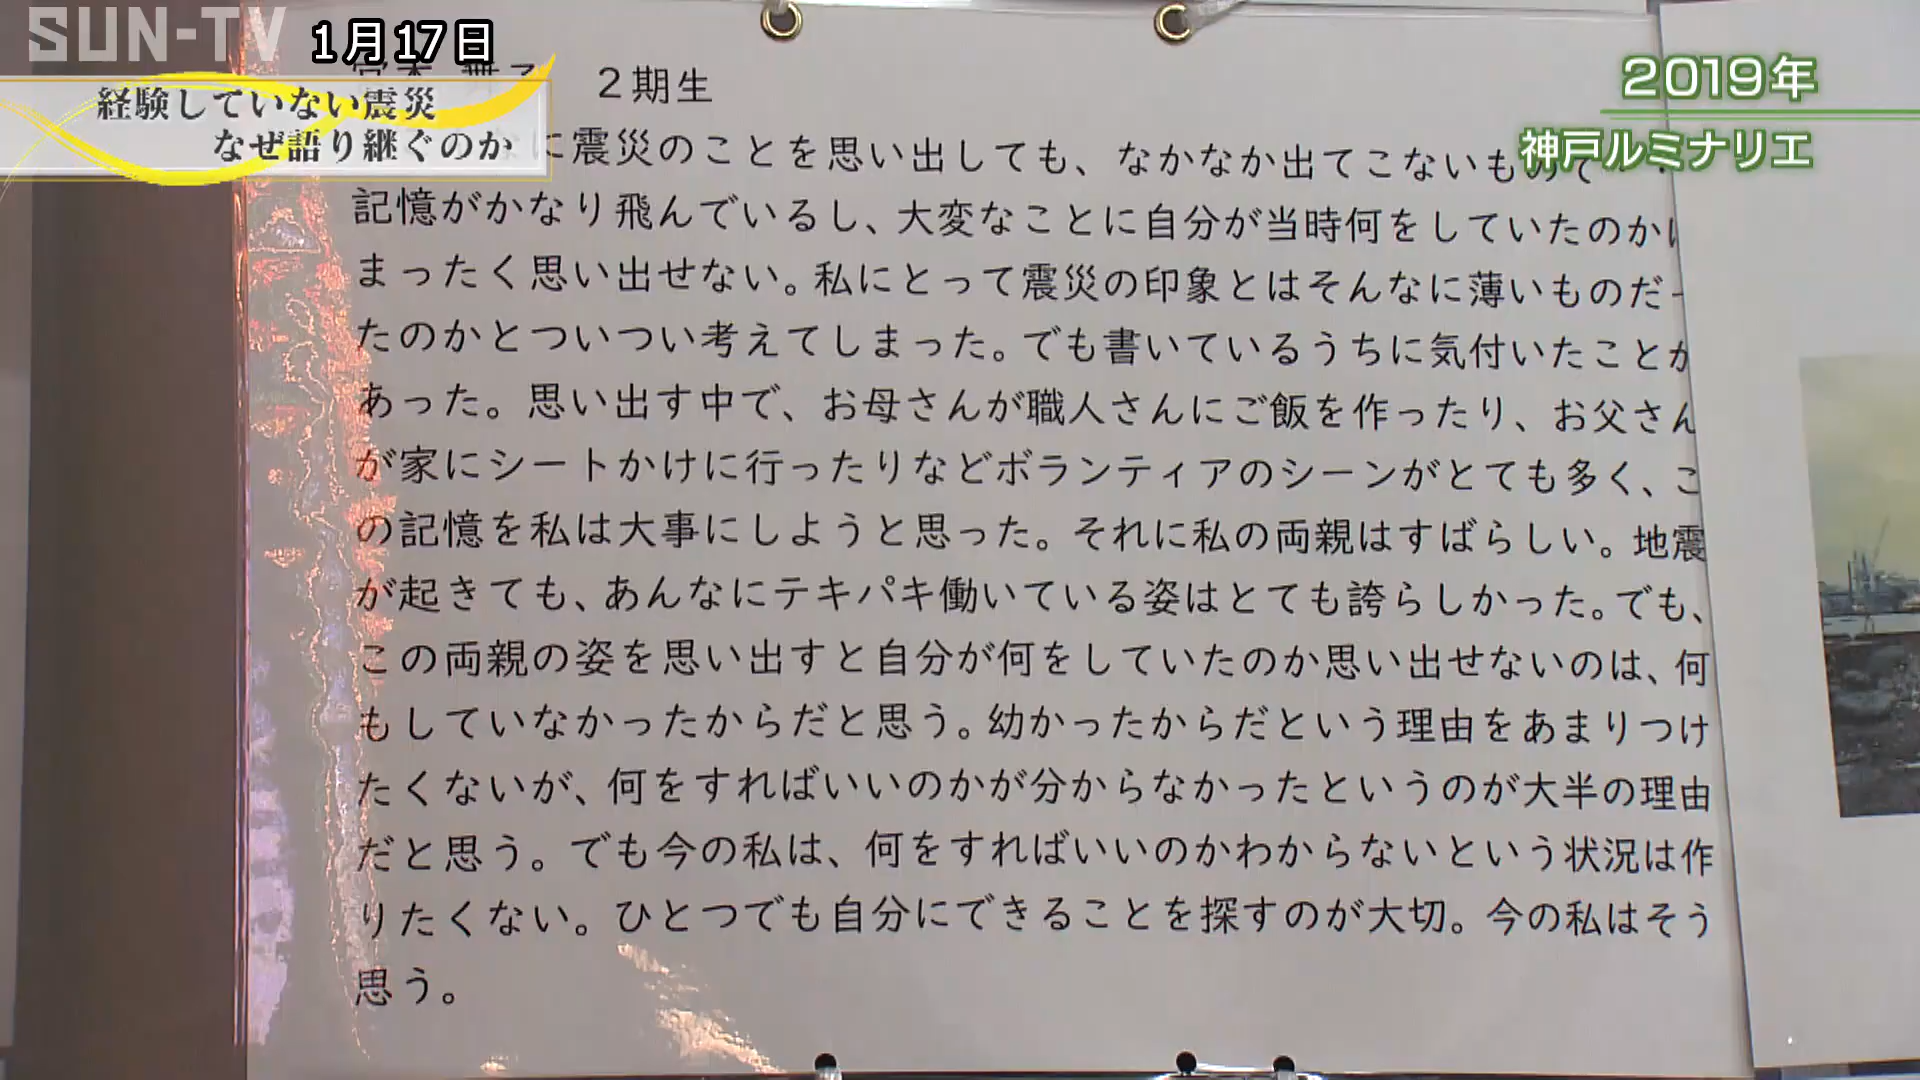 SUN-TV
1月17日
経験していない震災
なぜ語り継ぐのか
2019年
神戸ルミナリエ
2期生
に震災のことを思い出しても、なかなか出てこないもので
記憶がかなり飛んでいるし、大変なことに自分が当時何をしていたのかは
まったく思い出せない。私にとって震災の印象とはそんなに薄いものだっ
たのかとついつい考えてしまった。でも書いているうちに気付いたことが
あった。思い出す中で、お母さんが職人さんにご飯を作ったり、お父さん
が家にシートかけに行ったりなどボランティアのシーンがとても多く、こ
の記憶を私は大事にしようと思った。それに私の両親はすばらしい。地震
が起きても、あんなにテキパキ働いている姿はとても誇らしかった。でも、
この両親の姿を思い出すと自分が何をしていたのか思い出せないのは、何
もしていなかったからだと思う。幼かったからだという理由をあまりつけ
たくないが、何をすればいいのかが分からなかったというのが大半の理由
だと思う。でも今の私は、何をすればいいのかわからないという状況は作
りたくない。ひとつでも自分にできることを探すのが大切。今の私はそう
思う。